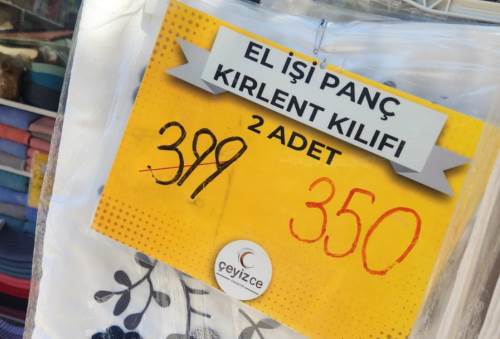 EL İŞİ PANÇ
KIRLENT KILIFI
2 ADET
399
350
çeyizce